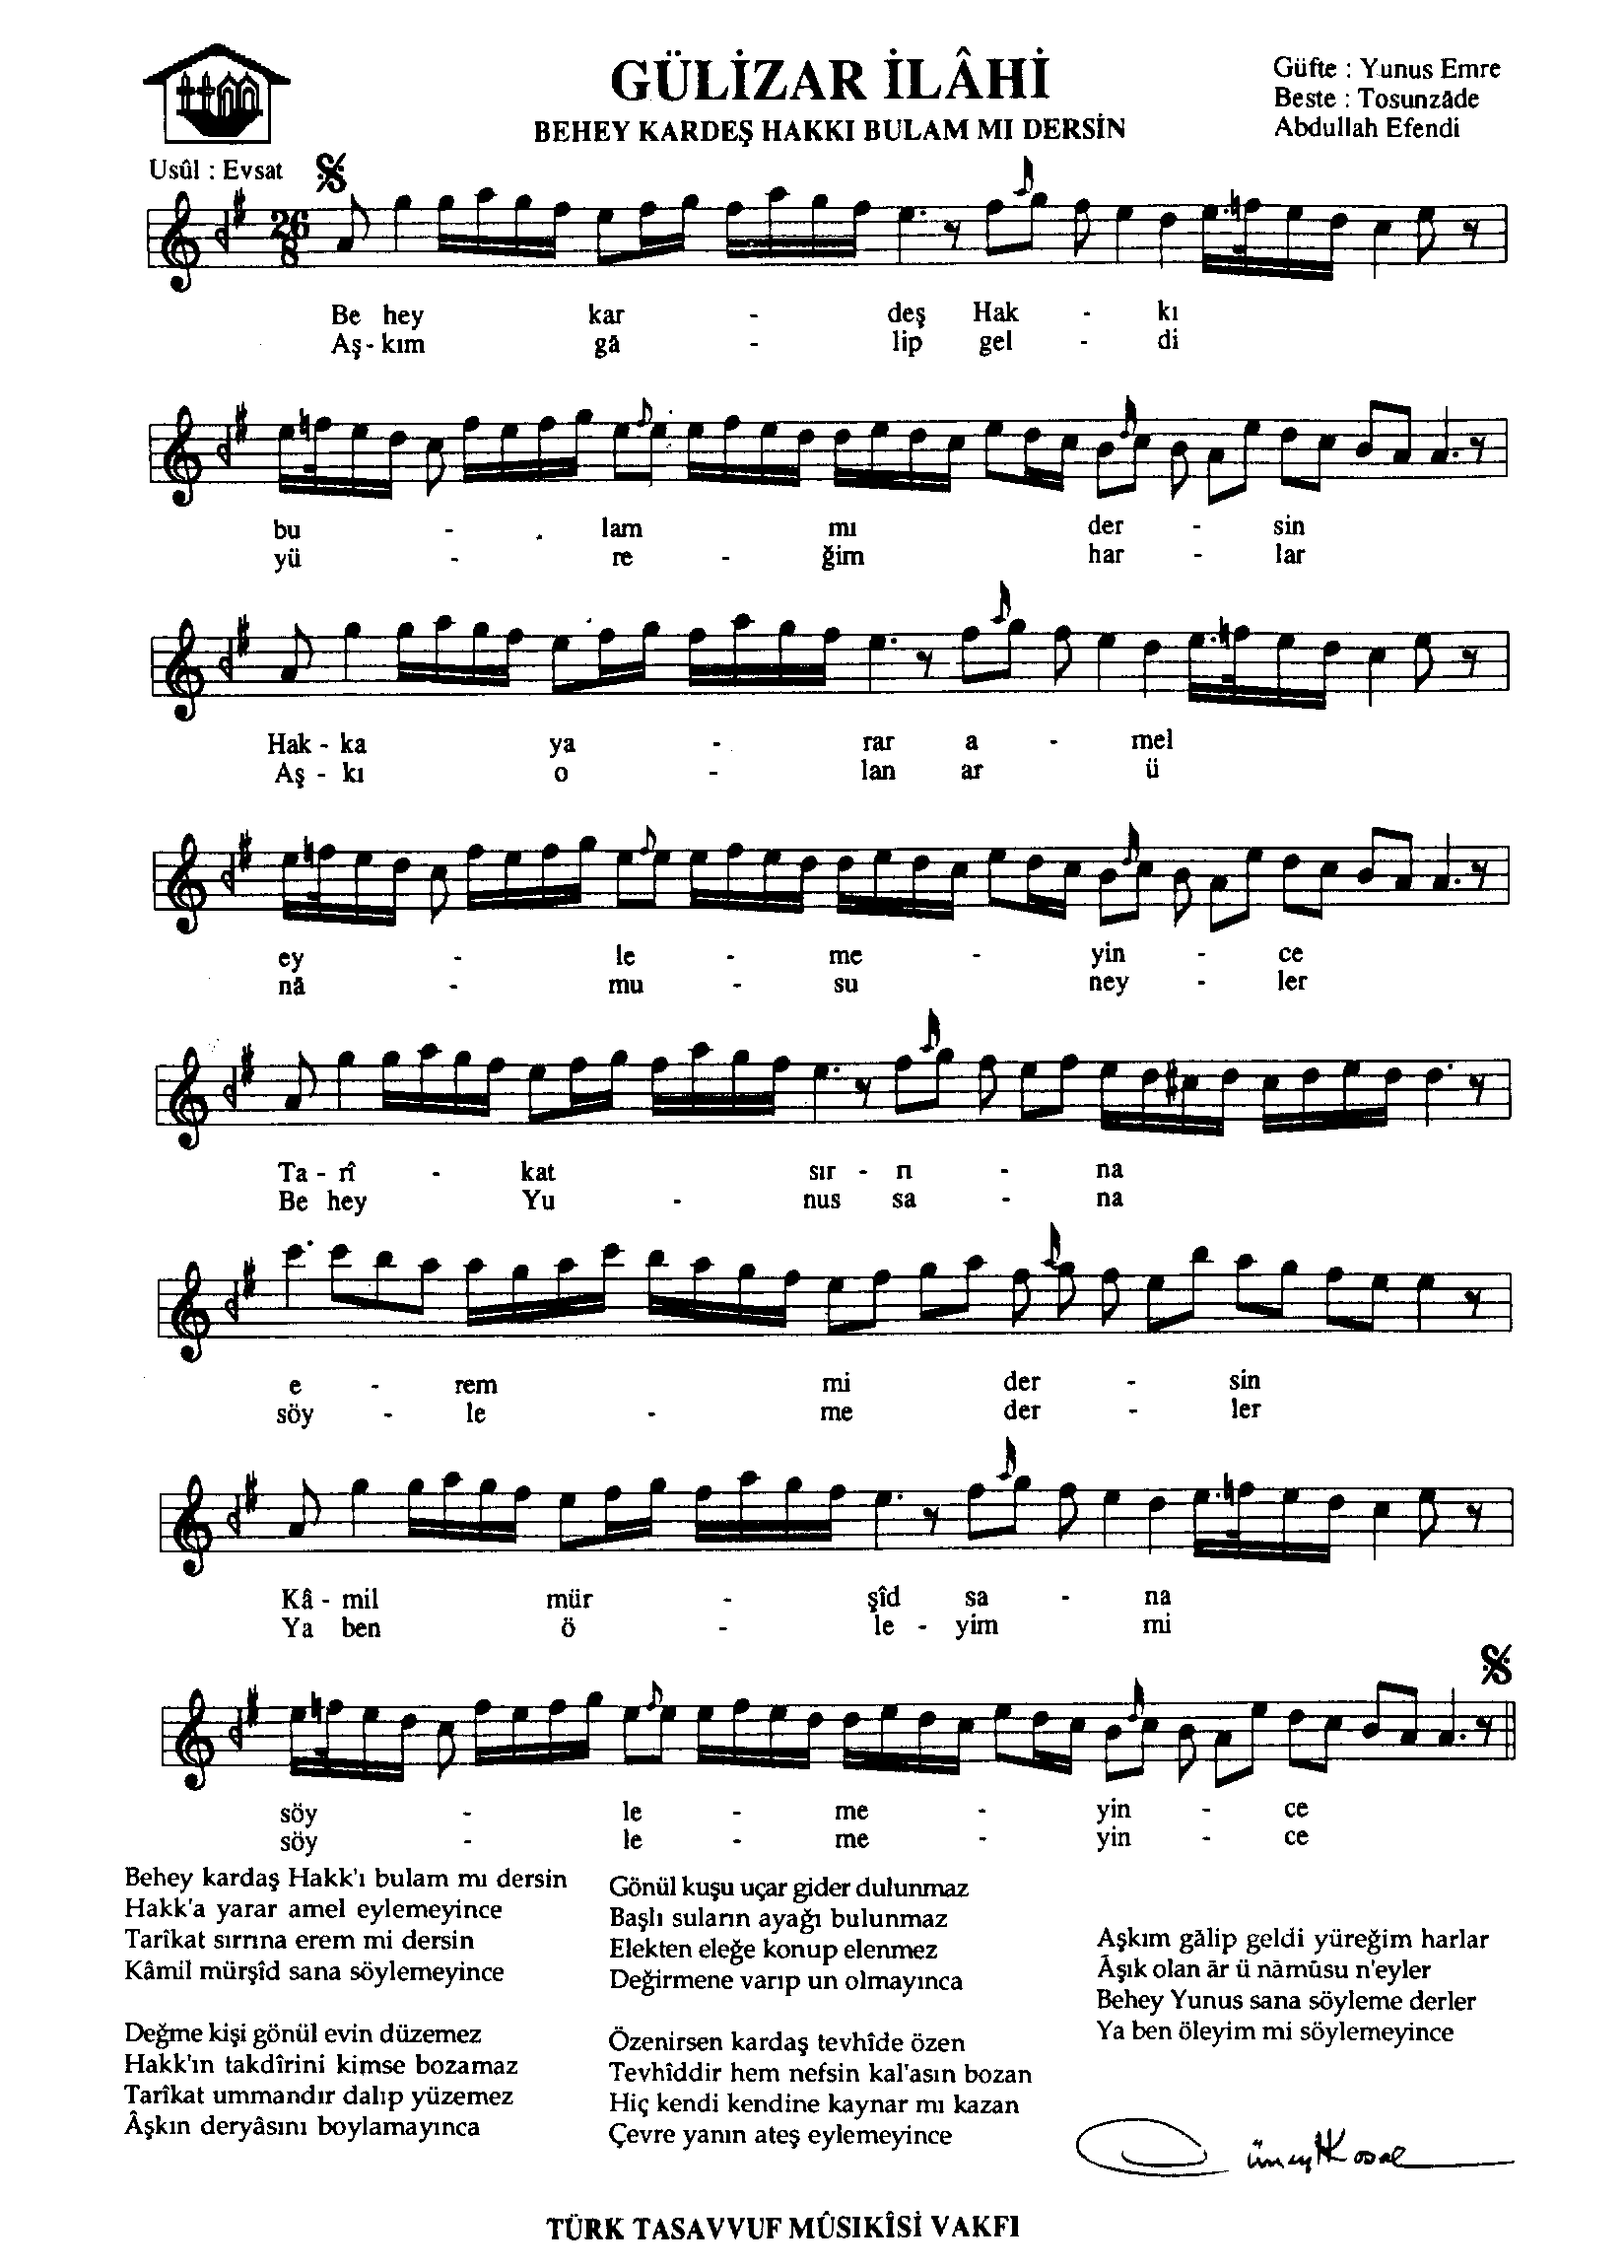 GÜLİZAR İLÂHİ
BEHEY KARDEŞ HAKKI BULAM MI DERSİN
Güfte : Yunus Emre
Beste : Tosunzâde
Abdullah Efendi
Usûl : Evsat
26
8
Be hey kar - deş Hak - kı
Aş - kım gâ - lip gel - di
bu - . lam mı der - sin
yü - re - ğim har - lar
Hak - ka ya - rar a - mel
Aş - kı o - lan ar ü
ey - le - me - yin - ce
nâ - mu - su ney - ler
Ta - rî - kat sır - rı - na
Be hey Yu - nus sa - na
e - rem mi der - sin
söy - le - me der - ler
Kâ - mil mür - şîd sa - na
Ya ben ö - le - yim mi
söy - le - me - yin - ce
söy - le - me - yin - ce
Behey kardaş Hakk'ı bulam mı dersin
Hakk'a yarar amel eylemeyince
Tarîkat sırrına erem mi dersin
Kâmil mürşîd sana söylemeyince
Değme kişi gönül evin düzemez
Hakk'ın takdîrini kimse bozamaz
Tarîkat ummandır dalıp yüzemez
Âşkın deryâsını boylamayınca
Gönül kuşu uçar gider dulunmaz
Başlı suların ayağı bulunmaz
Elekten eleğe konup elenmez
Değirmene varıp un olmayınca
Özenirsen kardaş tevhîde özen
Tevhîddir hem nefsin kal'asın bozan
Hiç kendi kendine kaynar mı kazan
Çevre yanın ateş eylemeyince
Aşkım gâlip geldi yüreğim harlar
Âşık olan âr ü nâmûsu n'eyler
Behey Yunus sana söyleme derler
Ya ben öleyim mi söylemeyince
TÜRK TASAVVUF MÛSIKÎSİ VAKFI